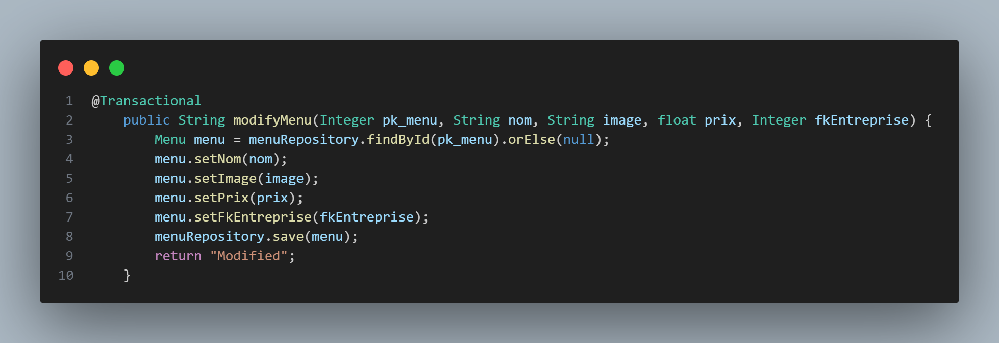 1 @Transactional
2     public String modifyMenu(Integer pk_menu, String nom, String image, float prix, Integer fkEntreprise) {
3         Menu menu = menuRepository.findById(pk_menu).orElse(null);
4         menu.setNom(nom);
5         menu.setImage(image);
6         menu.setPrix(prix);
7         menu.setFkEntreprise(fkEntreprise);
8         menuRepository.save(menu);
9         return "Modified";
10     }